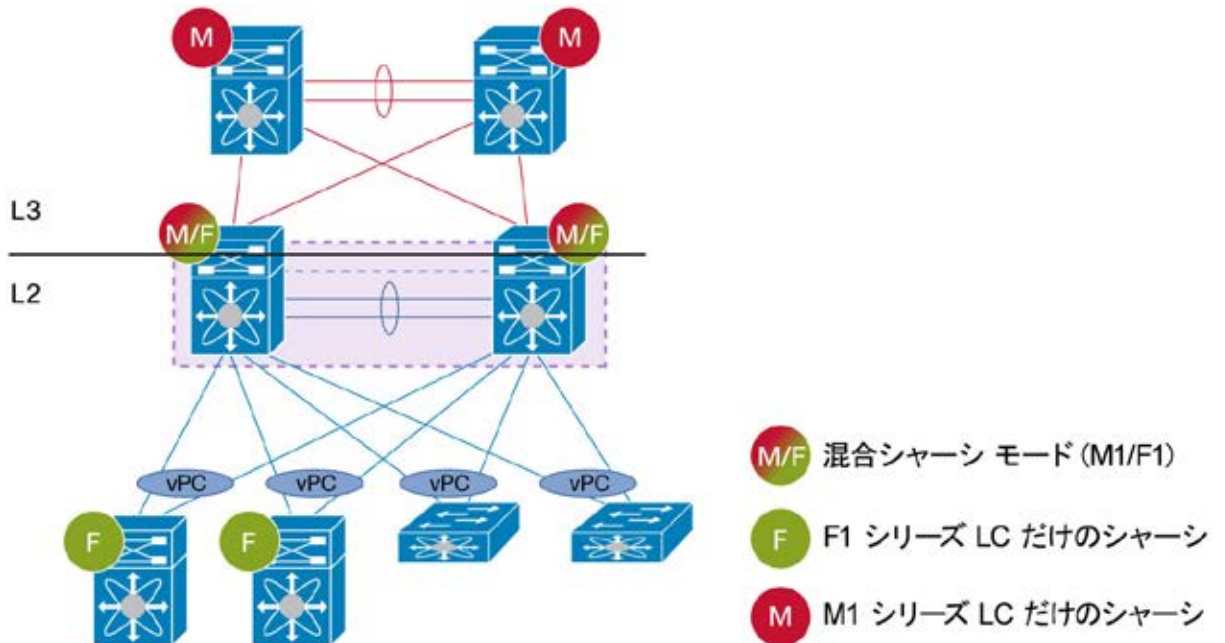 M
M
L3
M/F
M/F
L2
vPC
vPC
vPC
vPC
F
F
M/F 混合シャーシ モード (M1/F1)
F F1 シリーズ LC だけのシャーシ
M M1 シリーズ LC だけのシャーシ